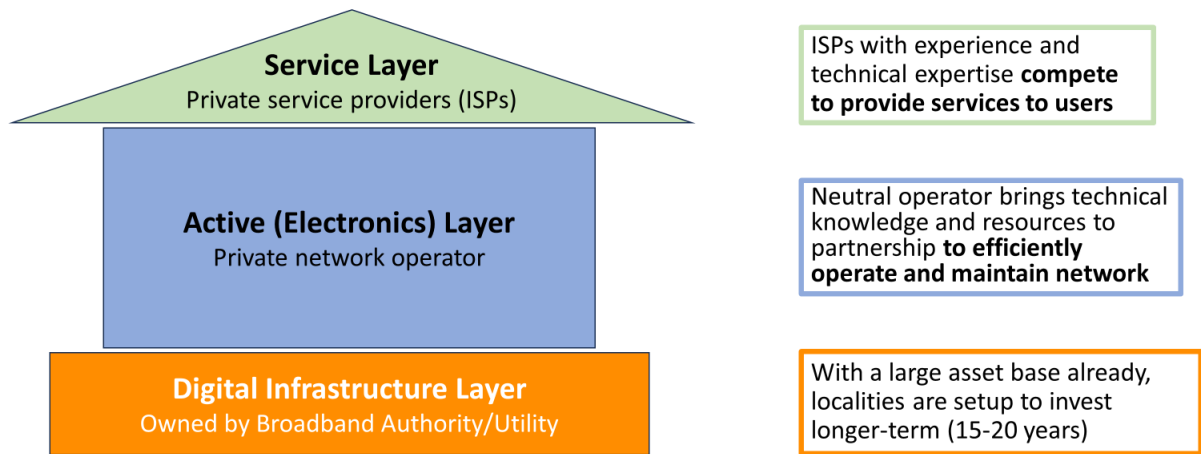 Service Layer
Private service providers (ISPs)
ISPs with experience and
technical expertise compete
to provide services to users
Active (Electronics) Layer
Private network operator
Neutral operator brings technical
knowledge and resources to
partnership to efficiently
operate and maintain network
Digital Infrastructure Layer
Owned by Broadband Authority/Utility
With a large asset base already,
localities are setup to invest
longer-term (15-20 years)